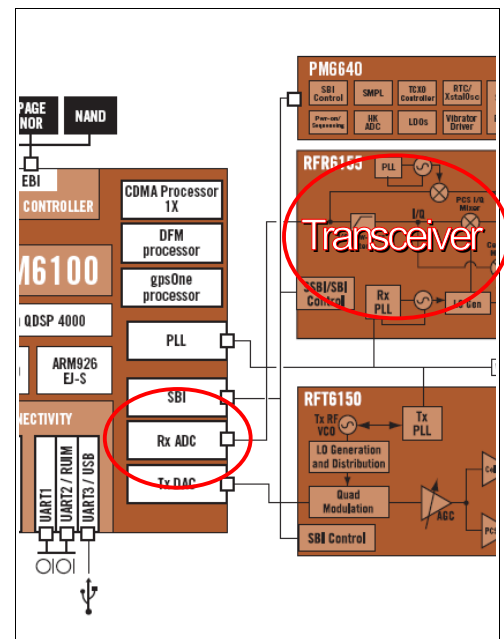 PM6640
SBI
Control
SMPL
TCXO
Controller
RTC/
XstalOsc
Pwr-on/
Sequencing
HK
ADC
LDOs
Vibrator
Driver
PAGE
NOR
NAND
EBI
CONTROLLER
M6100
QDSP 4000
ARM926
EJ-S
NECTIVITY
UART1
UART2 / RUIM
UART3 / USB
CDMA Processor
1X
DFM
processor
gpsOne
processor
PLL
SBI
Rx ADC
Tx DAC
RFR6155
PLL
PCS I/Q
Mixer
I/Q
Transceiver
SSBI/SBI
Control
Rx
PLL
LO Gen
RFT6150
Tx RF
VCO
Tx
PLL
LO Generation
and Distribution
Quad
Modulation
AGC
SBI Control
PCS